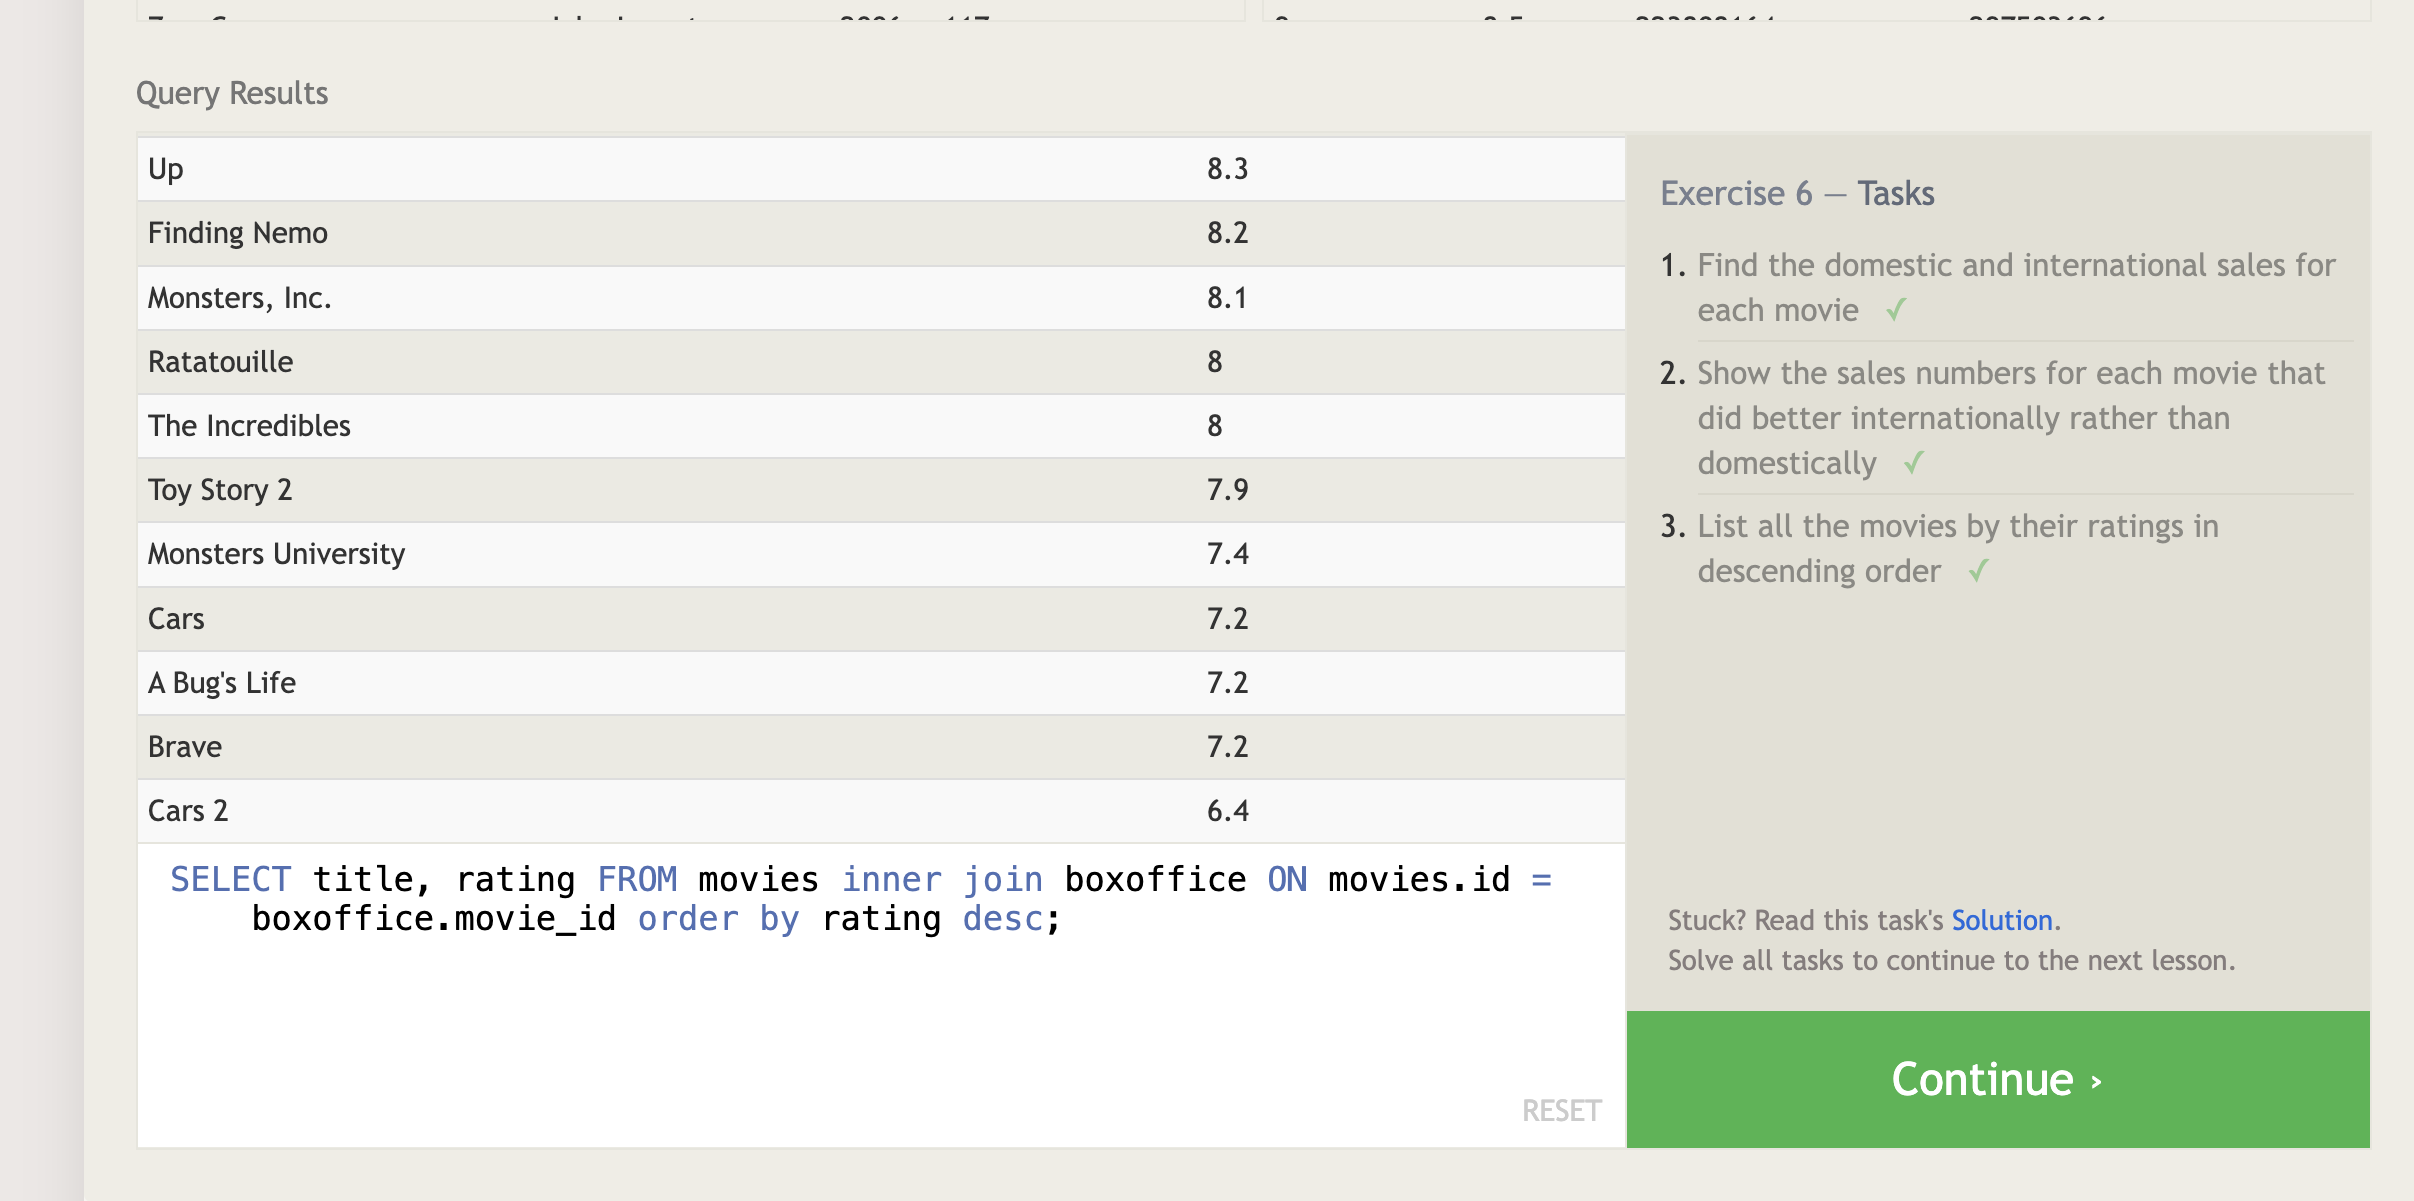 Query Results
Up 8.3
Finding Nemo 8.2
Monsters, Inc. 8.1
Ratatouille 8
The Incredibles 8
Toy Story 2 7.9
Monsters University 7.4
Cars 7.2
A Bug's Life 7.2
Brave 7.2
Cars 2 6.4
SELECT title, rating FROM movies inner join boxoffice ON movies.id =
boxoffice.movie_id order by rating desc;
RESET
Exercise 6 — Tasks
1. Find the domestic and international sales for
each movie ✓
2. Show the sales numbers for each movie that
did better internationally rather than
domestically ✓
3. List all the movies by their ratings in
descending order ✓
Stuck? Read this task's Solution.
Solve all tasks to continue to the next lesson.
Continue ›